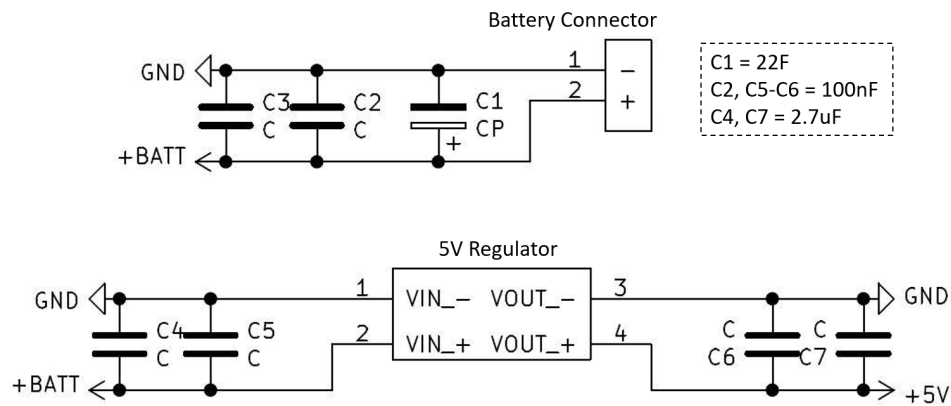 Battery Connector
C1 = 22F
C2, C5-C6 = 100nF
C4, C7 = 2.7uF
GND
1 -
2 +
C3 C2 C1
C C CP
+
+BATT
5V Regulator
GND 1 VIN_- VOUT_- 3 GND
C4 C5 2 VIN_+ VOUT_+ 4 C C
C C C6 C7
+BATT +5V